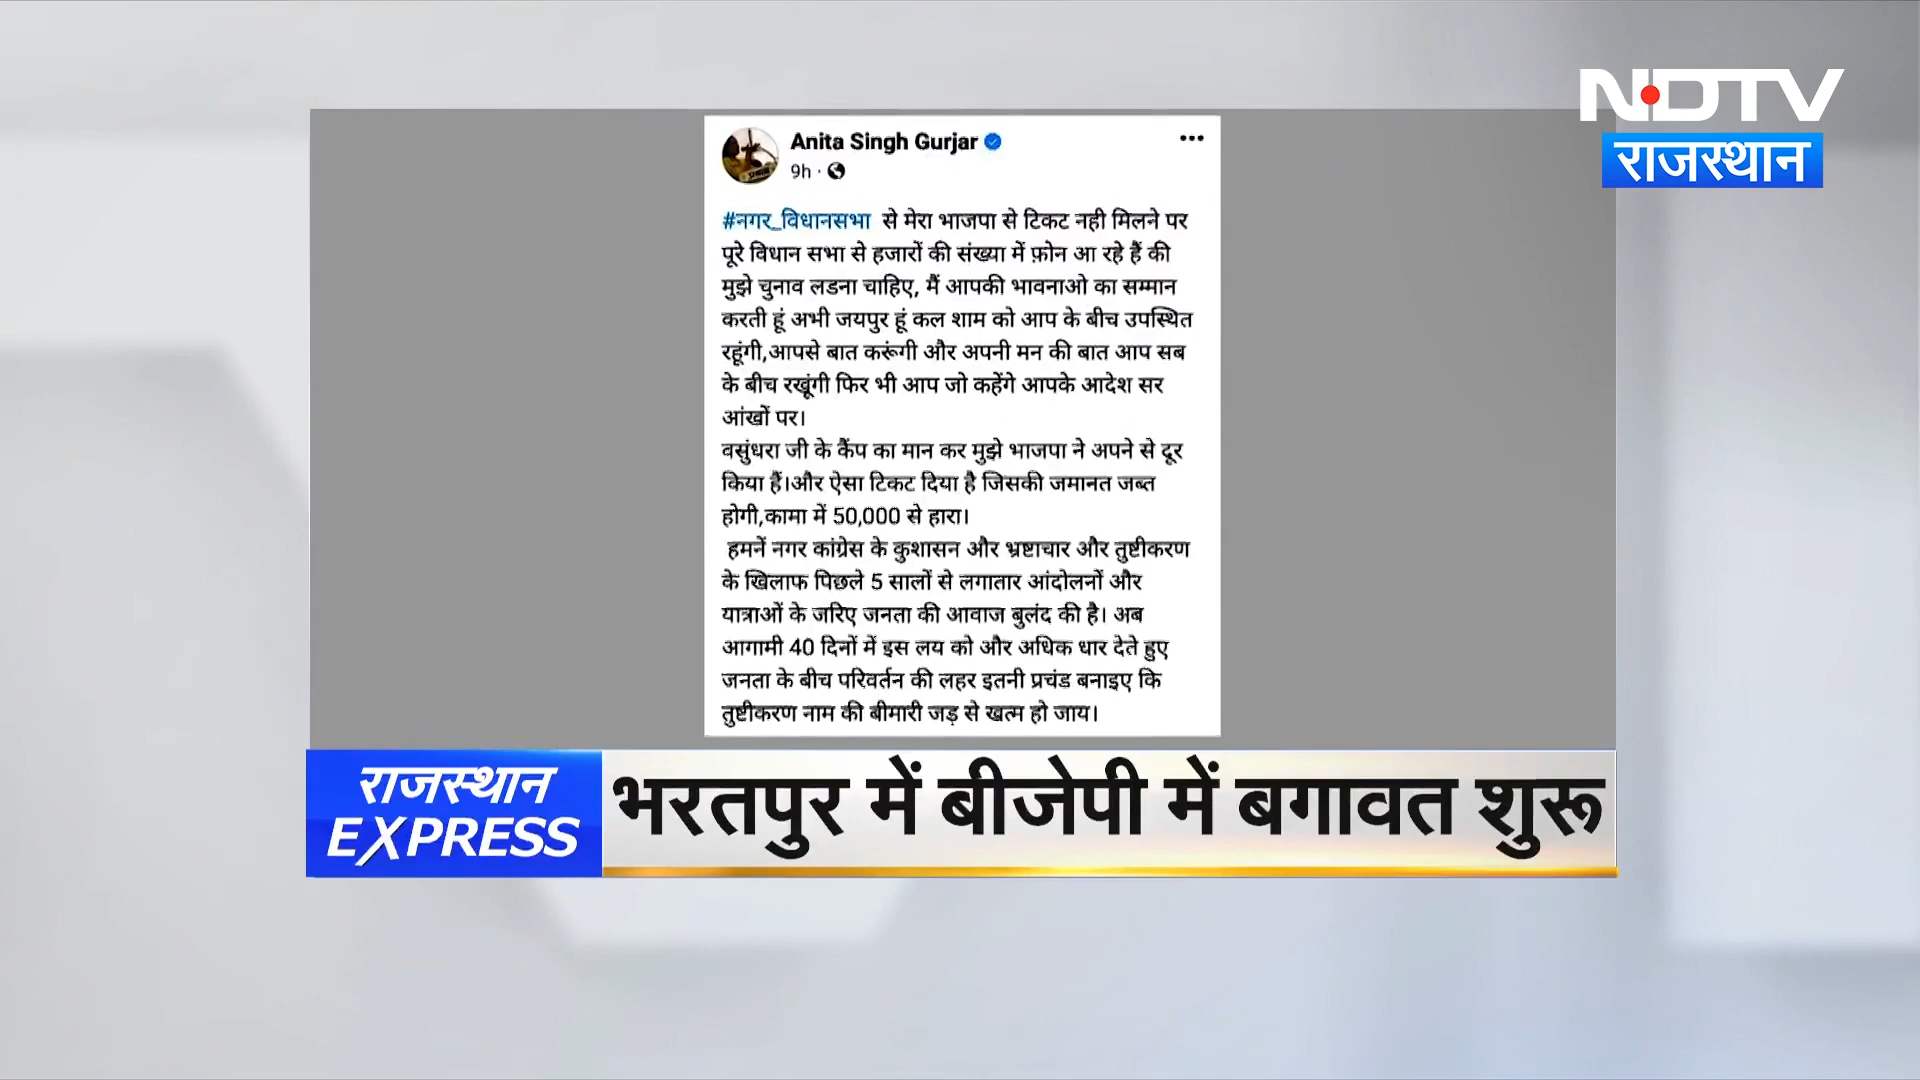 NDTV
राजस्थान
Anita Singh Gurjar
9h ·
#नगर_विधानसभा से मेरा भाजपा से टिकट नही मिलने पर
पूरे विधान सभा से हजारों की संख्या में फ़ोन आ रहे हैं की
मुझे चुनाव लडना चाहिए, मैं आपकी भावनाओ का सम्मान
करती हूं अभी जयपुर हूं कल शाम को आप के बीच उपस्थित
रहूंगी,आपसे बात करूंगी और अपनी मन की बात आप सब
के बीच रखूंगी फिर भी आप जो कहेंगे आपके आदेश सर
आंखों पर।
वसुंधरा जी के कैंप का मान कर मुझे भाजपा ने अपने से दूर
किया हैं।और ऐसा टिकट दिया है जिसकी जमानत जब्त
होगी,कामा में 50,000 से हारा।
हमनें नगर कांग्रेस के कुशासन और भ्रष्टाचार और तुष्टीकरण
के खिलाफ पिछले 5 सालों से लगातार आंदोलनों और
यात्राओं के जरिए जनता की आवाज बुलंद की है। अब
आगामी 40 दिनों में इस लय को और अधिक धार देते हुए
जनता के बीच परिवर्तन की लहर इतनी प्रचंड बनाइए कि
तुष्टीकरण नाम की बीमारी जड़ से खत्म हो जाय।
राजस्थान
EXPRESS
भरतपुर में बीजेपी में बगावत शुरू